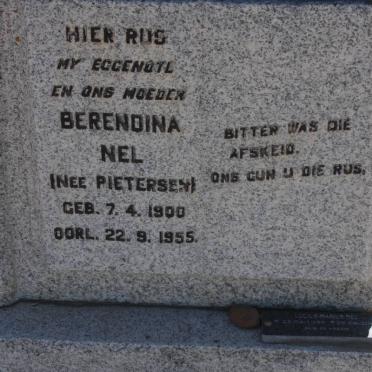 HIER RUS
MY EGGENOTE
EN ONS MOEDER
BERENDINA
NEL
(NEE PIETERSEN)
GEB. 7. 4. 1900
OORL. 22. 9. 1955.
BITTER WAS DIE
AFSKEID.
ONS GUN U DIE RUS.